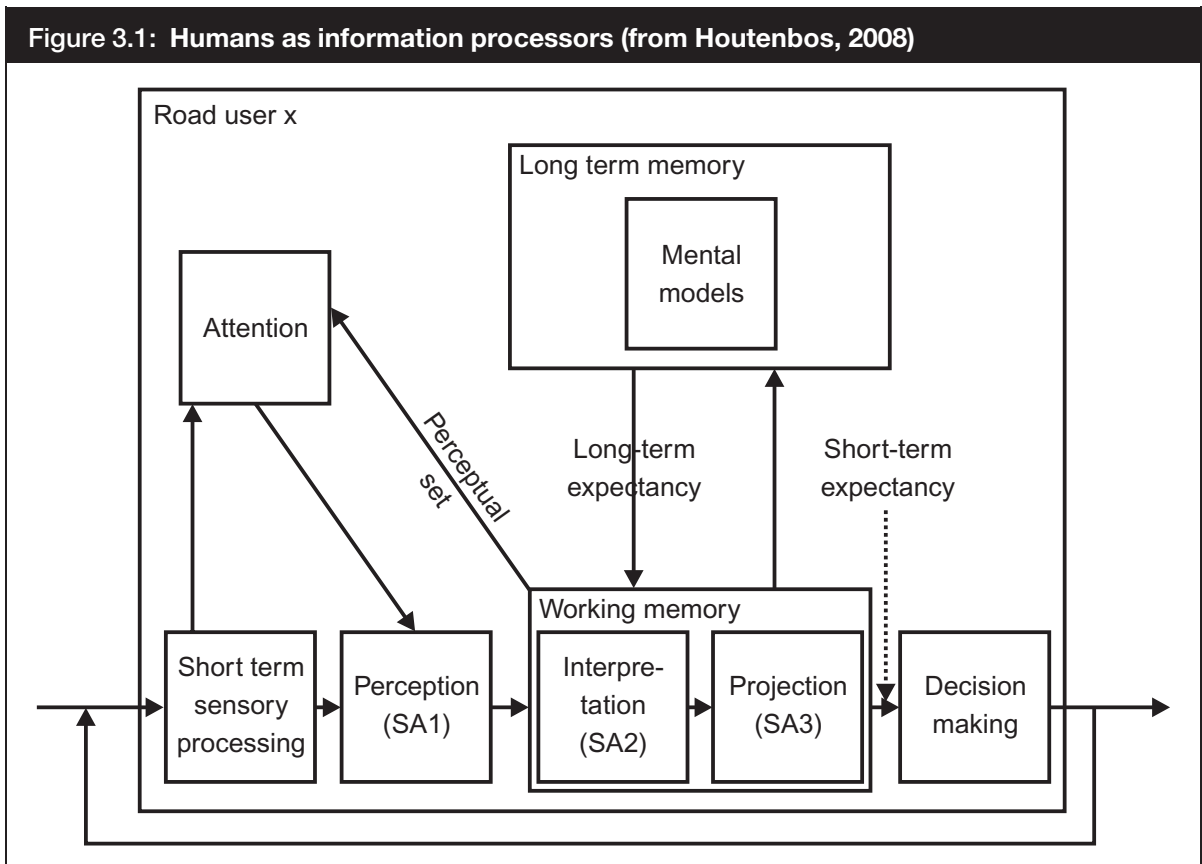 Figure 3.1: Humans as information processors (from Houtenbos, 2008)
Road user x
Long term memory
Mental
models
Attention
Perceptual
set
Long-term
expectancy
Short-term
expectancy
Working memory
Short term
sensory
processing
Perception
(SA1)
Interpre-
tation
(SA2)
Projection
(SA3)
Decision
making